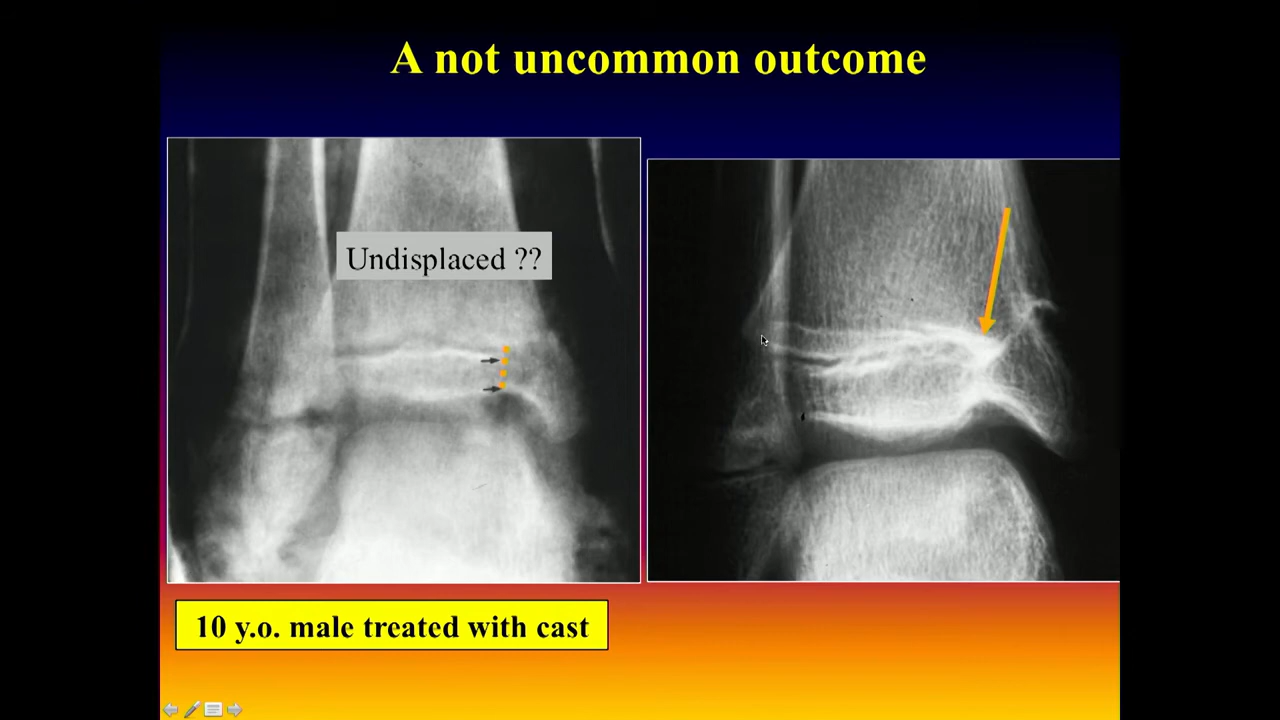 A not uncommon outcome
Undisplaced ??
10 y.o. male treated with cast